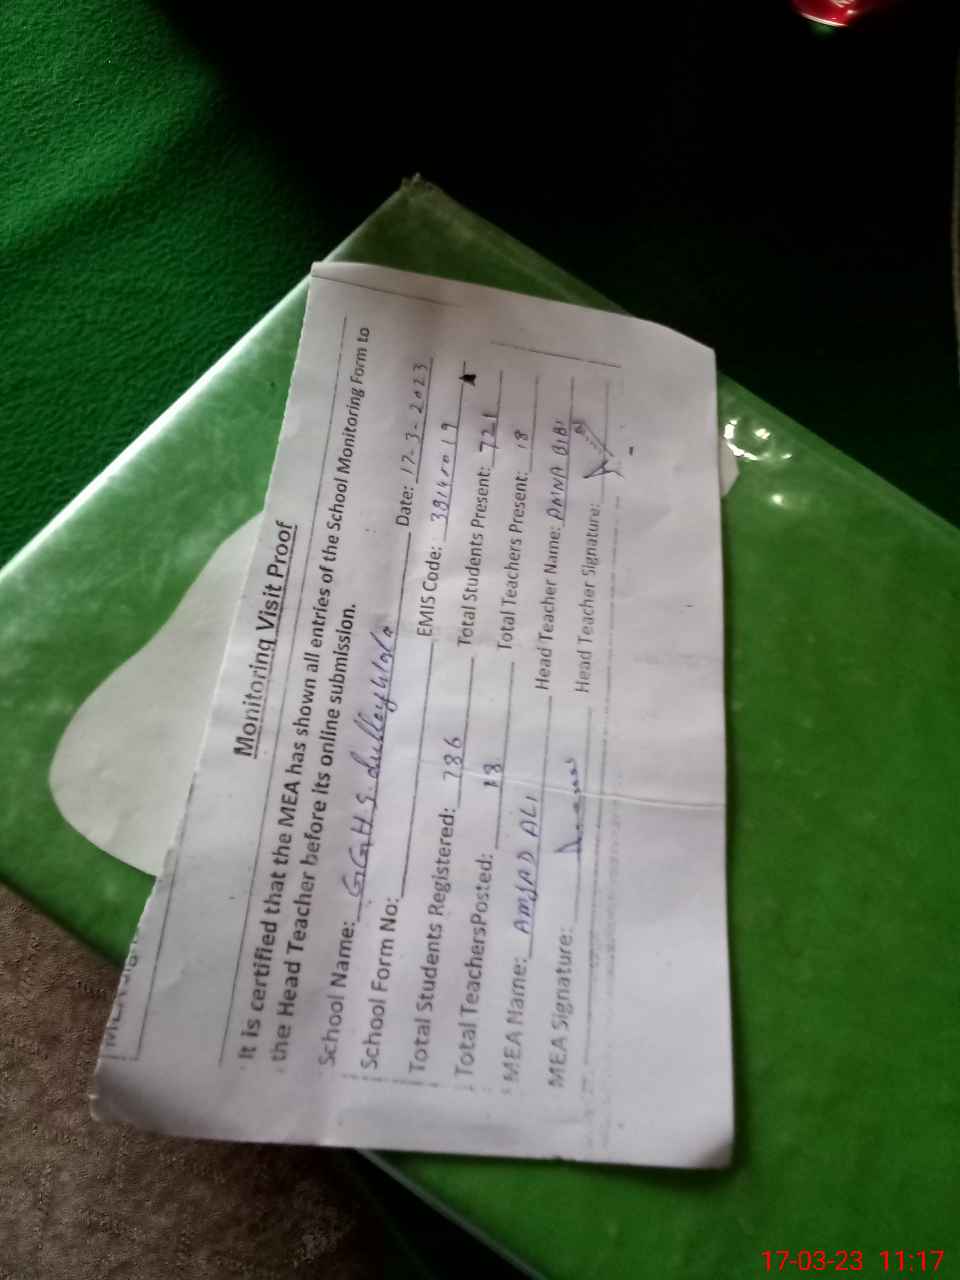 Monitoring Visit Proof
It is certified that the MEA has shown all entries of the School Monitoring Form to
the Head Teacher before its online submission.
School Name: GGHS
School Form No: Date: 17-3-2023
Total Students Registered: 786 EMIS Code:
Total Teachers Posted: 18 Total Students Present: 721
MEA Name: AMJAD ALI Total Teachers Present: 18
MEA Signature: Head Teacher Name: AMNA BIBI
Head Teacher Signature:
17-03-23 11:17